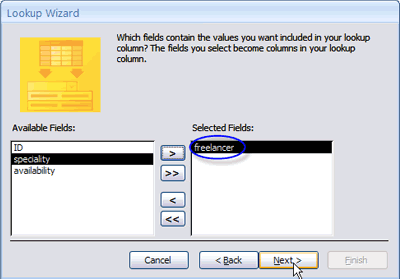 Lookup Wizard
Which fields contain the values you want included in your lookup
column? The fields you select become columns in your lookup
column.
Available Fields:
Selected Fields:
ID
speciality
availability
>
>>
<
<<
freelancer
Cancel
< Back
Next >
Finish